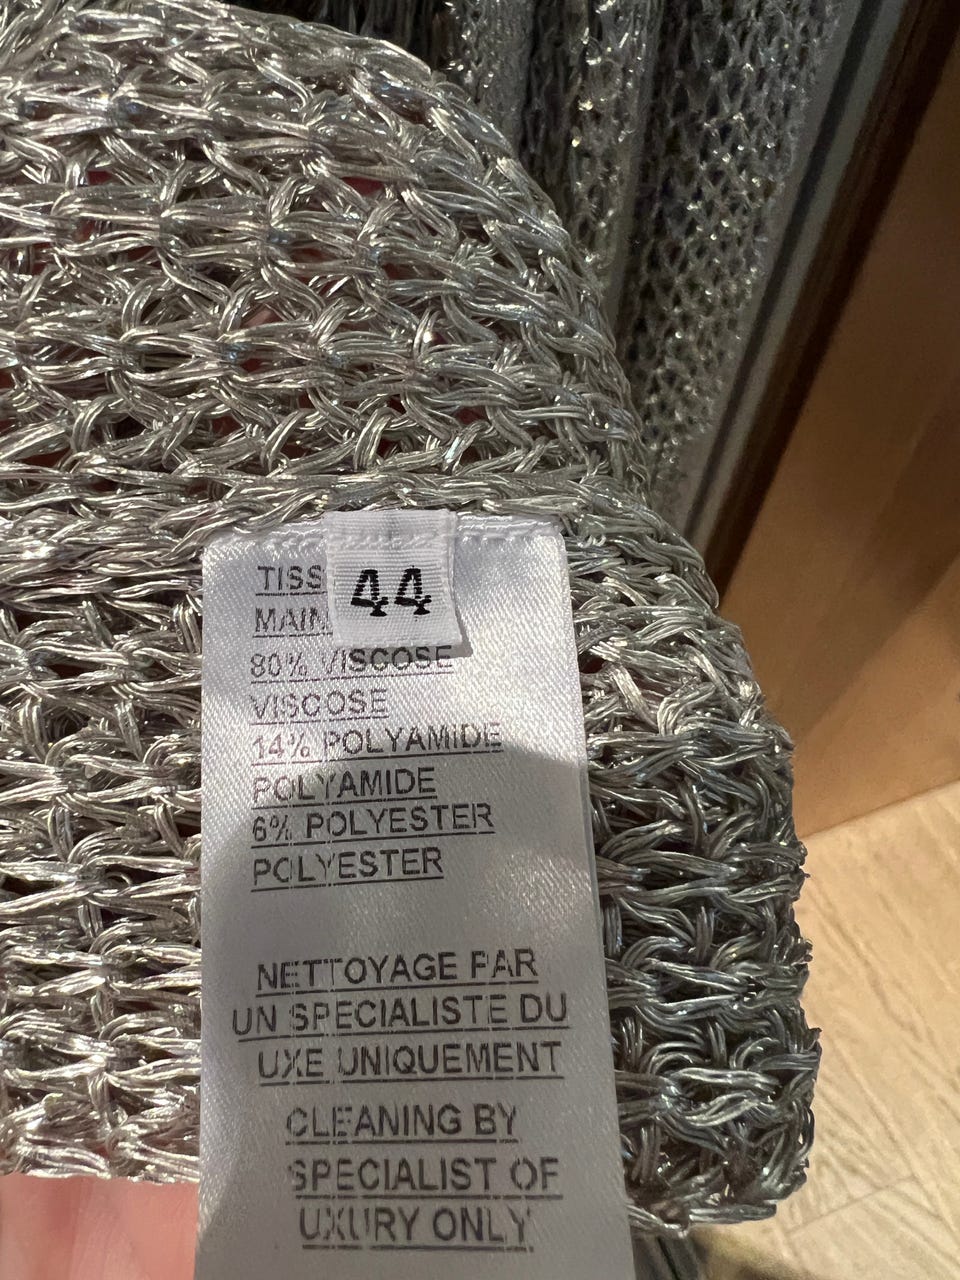 TISS
44
MAIN
80% VISCOSE
VISCOSE
14% POLYAMIDE
POLYAMIDE
6% POLYESTER
POLYESTER
NETTOYAGE PAR
UN SPECIALISTE DU
UXE UNIQUEMENT
CLEANING BY
SPECIALIST OF
UXURY ONLY